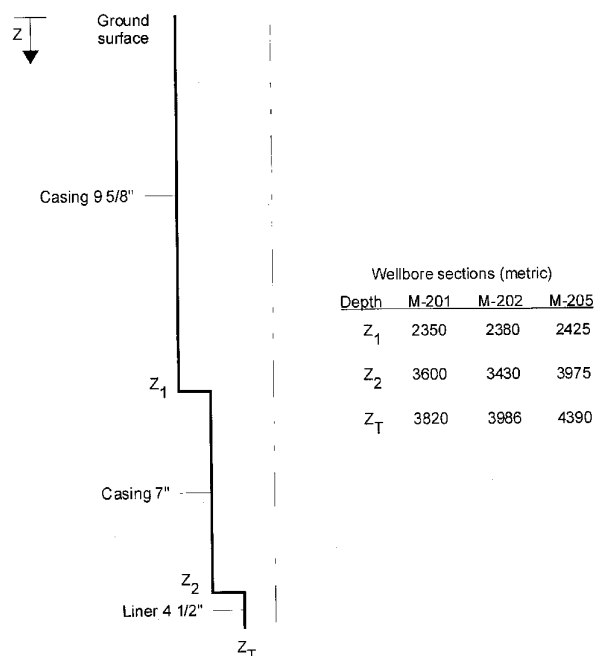 Z
Ground
surface
Casing 9 5/8"
Z1
Casing 7"
Z2
Liner 4 1/2"
ZT
Wellbore sections (metric)
Depth M-201 M-202 M-205
Z1 2350 2380 2425
Z2 3600 3430 3975
ZT 3820 3986 4390